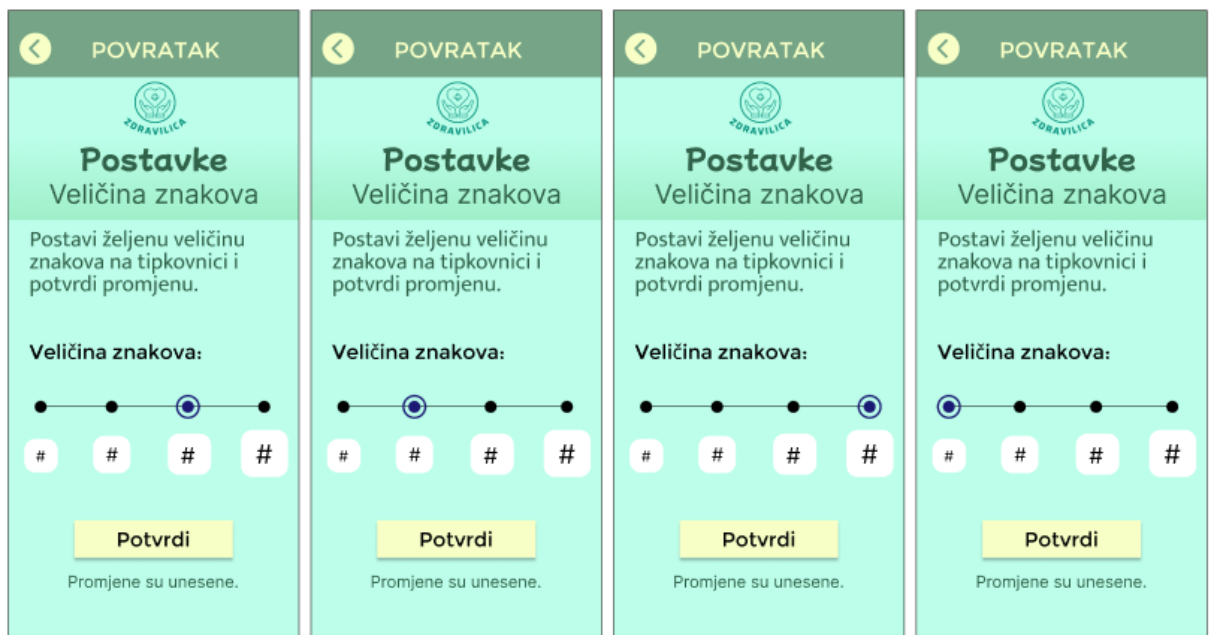 POVRATAK
ZDRAVILICA
Postavke
Veličina znakova
Postavi željenu veličinu
znakova na tipkovnici i
potvrdi promjenu.
Veličina znakova:
# # # #
Potvrdi
Promjene su unesene.
POVRATAK
ZDRAVILICA
Postavke
Veličina znakova
Postavi željenu veličinu
znakova na tipkovnici i
potvrdi promjenu.
Veličina znakova:
# # # #
Potvrdi
Promjene su unesene.
POVRATAK
ZDRAVILICA
Postavke
Veličina znakova
Postavi željenu veličinu
znakova na tipkovnici i
potvrdi promjenu.
Veličina znakova:
# # # #
Potvrdi
Promjene su unesene.
POVRATAK
ZDRAVILICA
Postavke
Veličina znakova
Postavi željenu veličinu
znakova na tipkovnici i
potvrdi promjenu.
Veličina znakova:
# # # #
Potvrdi
Promjene su unesene.